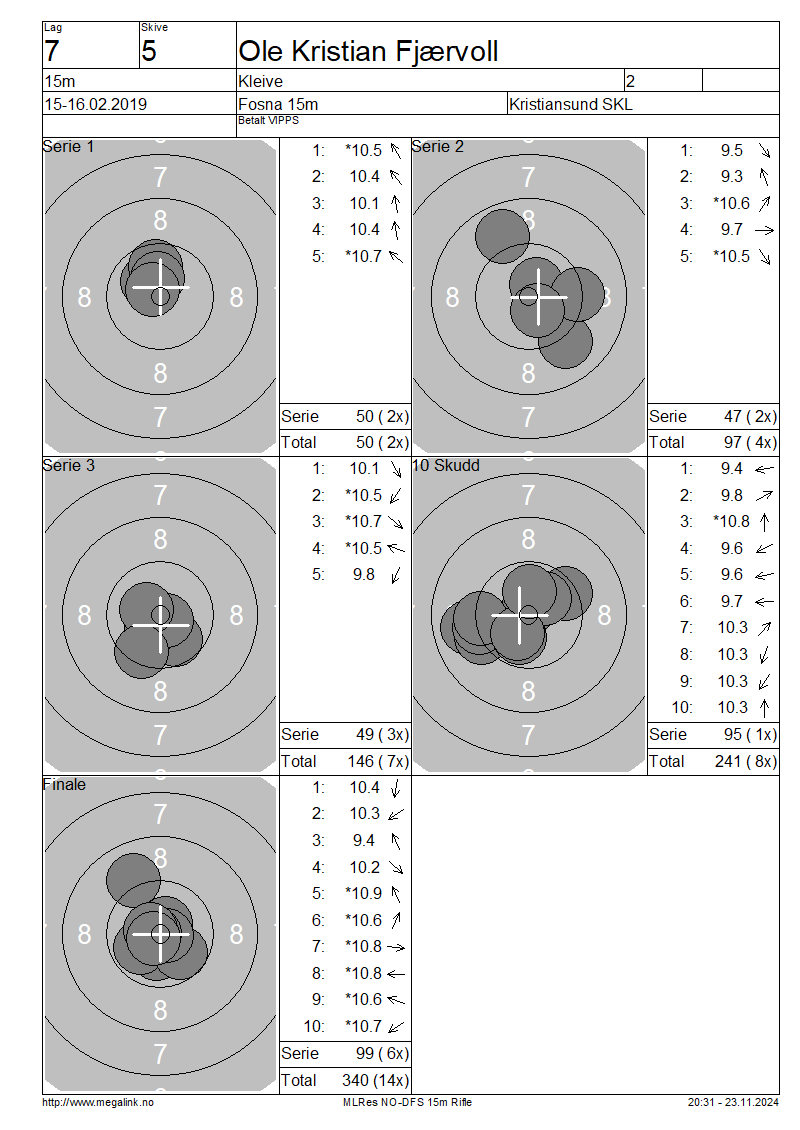 Lag
Skive
7
5
Ole Kristian Fjærvoll
15m
Kleive
2
15-16.02.2019
Fosna 15m
Kristiansund SKL
Betalt VIPPS
Serie 1
7
8
8 8
8
7
1: *10.5
2: 10.4
3: 10.1
4: 10.4
5: *10.7
Serie 50 ( 2x)
Total 50 ( 2x)
Serie 2
7
8
8 8
8
7
1: 9.5
2: 9.3
3: *10.6
4: 9.7
5: *10.5
Serie 47 ( 2x)
Total 97 ( 4x)
Serie 3
7
8
8 8
8
7
1: 10.1
2: *10.5
3: *10.7
4: *10.5
5: 9.8
Serie 49 ( 3x)
Total 146 ( 7x)
10 Skudd
7
8
8
8
7
1: 9.4
2: 9.8
3: *10.8
4: 9.6
5: 9.6
6: 9.7
7: 10.3
8: 10.3
9: 10.3
10: 10.3
Serie 95 ( 1x)
Total 241 ( 8x)
Finale
7
8
8 8
8
7
1: 10.4
2: 10.3
3: 9.4
4: 10.2
5: *10.9
6: *10.6
7: *10.8
8: *10.8
9: *10.6
10: *10.7
Serie 99 ( 6x)
Total 340 (14x)
http://www.megalink.no
MLRes NO-DFS 15m Rifle
20:31 - 23.11.2024